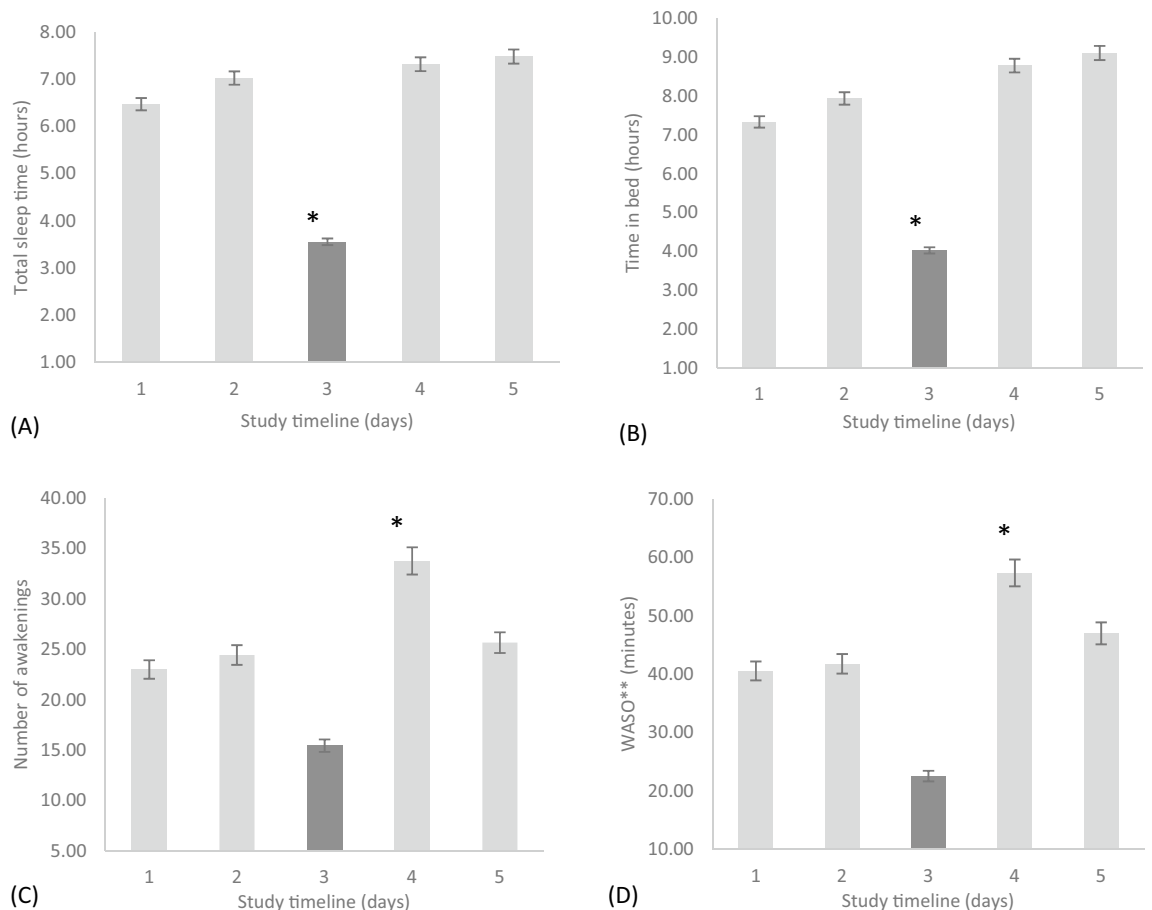 8.00
7.00
6.00
5.00
4.00
3.00
2.00
1.00
Total sleep time (hours)
*
1 2 3 4 5
Study timeline (days)
(A)
10.00
9.00
8.00
7.00
6.00
5.00
4.00
3.00
2.00
1.00
Time in bed (hours)
*
1 2 3 4 5
Study timeline (days)
(B)
40.00
35.00
30.00
25.00
20.00
15.00
10.00
5.00
Number of awakenings
*
1 2 3 4 5
Study timeline (days)
(C)
70.00
60.00
50.00
40.00
30.00
20.00
10.00
WASO** (minutes)
*
1 2 3 4 5
Study timeline (days)
(D)